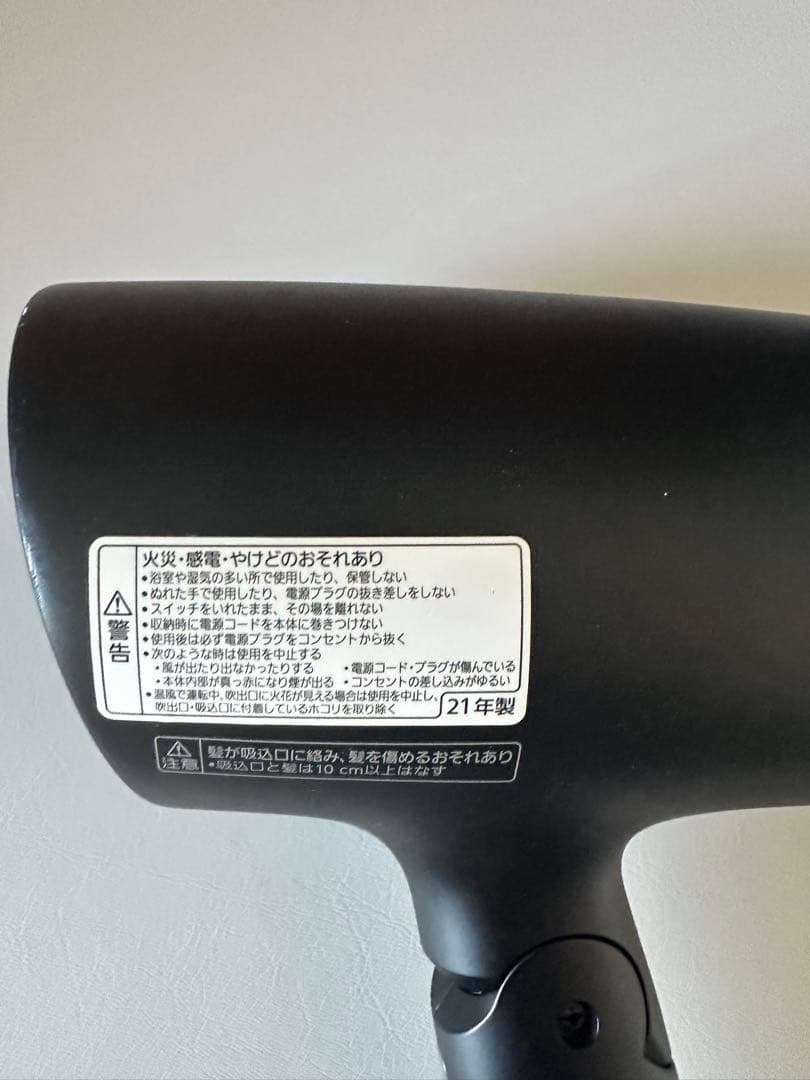 警告
火災・感電・やけどのおそれあり
•浴室や湿気の多い所で使用したり、保管しない
•ぬれた手で使用したり、電源プラグの抜き差しをしない
•スイッチをいれたまま、その場を離れない
•収納時に電源コードを本体に巻きつけない
•使用後は必ず電源プラグをコンセントから抜く
•次のような時は使用を中止する
・風が出たり出なかったりする ・電源コード・プラグが傷んでいる
・本体内部が真っ赤になり煙が出る ・コンセントの差し込みがゆるい
•温風で運転中、吹出口に火花が見える場合は使用を中止し、
吹出口・吸込口に付着しているホコリを取り除く
21年製
注意
髪が吸込口に絡み、髪を傷めるおそれあり
•吸込口と髪は10 cm以上はなす